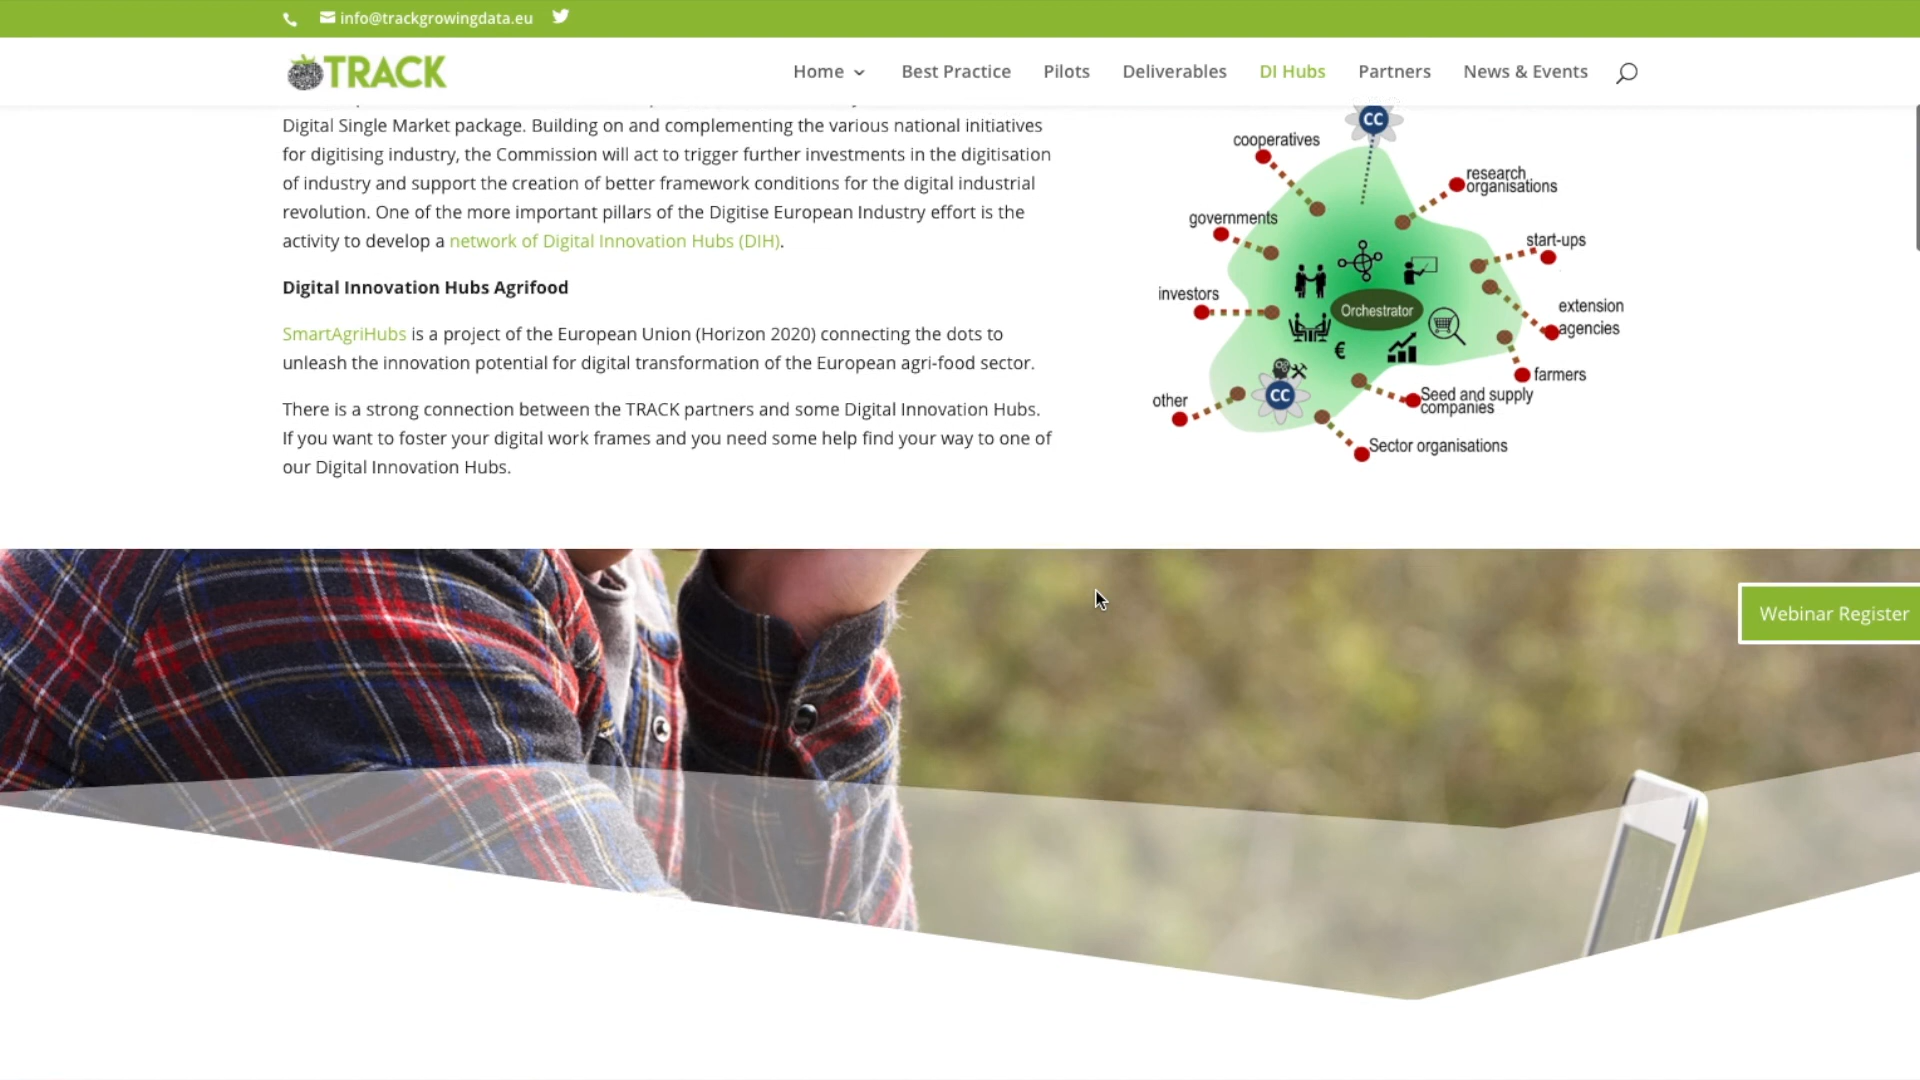 info@trackgrowingdata.eu
TRACK
Home Best Practice Pilots Deliverables DI Hubs Partners News & Events
Digital Single Market package. Building on and complementing the various national initiatives
for digitising industry, the Commission will act to trigger further investments in the digitisation
of industry and support the creation of better framework conditions for the digital industrial
revolution. One of the more important pillars of the Digitise European Industry effort is the
activity to develop a network of Digital Innovation Hubs (DIH).
Digital Innovation Hubs Agrifood
SmartAgriHubs is a project of the European Union (Horizon 2020) connecting the dots to
unleash the innovation potential for digital transformation of the European agri-food sector.
There is a strong connection between the TRACK partners and some Digital Innovation Hubs.
If you want to foster your digital work frames and you need some help find your way to one of
our Digital Innovation Hubs.
CC
cooperatives
research
organisations
governments
start-ups
investors
extension
agencies
Orchestrator
€
farmers
other
CC
Seed and supply
companies
Sector organisations
Webinar Register